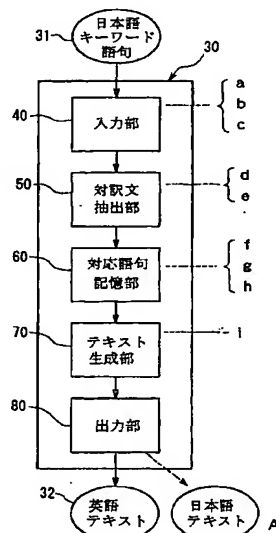 31
日本語
キーワード
語句
30
40
入力部
a
b
c
50
対訳文
抽出部
d
e
60
対応語句
記憶部
f
g
h
70
テキスト
生成部
i
80
出力部
32
英語
テキスト
日本語
テキスト
A